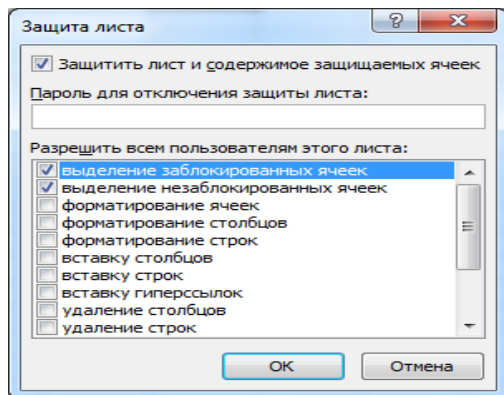 Защита листа
Защитить лист и содержимое защищаемых ячеек
Пароль для отключения защиты листа:
Разрешить всем пользователям этого листа:
выделение заблокированных ячеек
выделение незаблокированных ячеек
форматирование ячеек
форматирование столбцов
форматирование строк
вставку столбцов
вставку строк
вставку гиперссылок
удаление столбцов
удаление строк
ОК Отмена